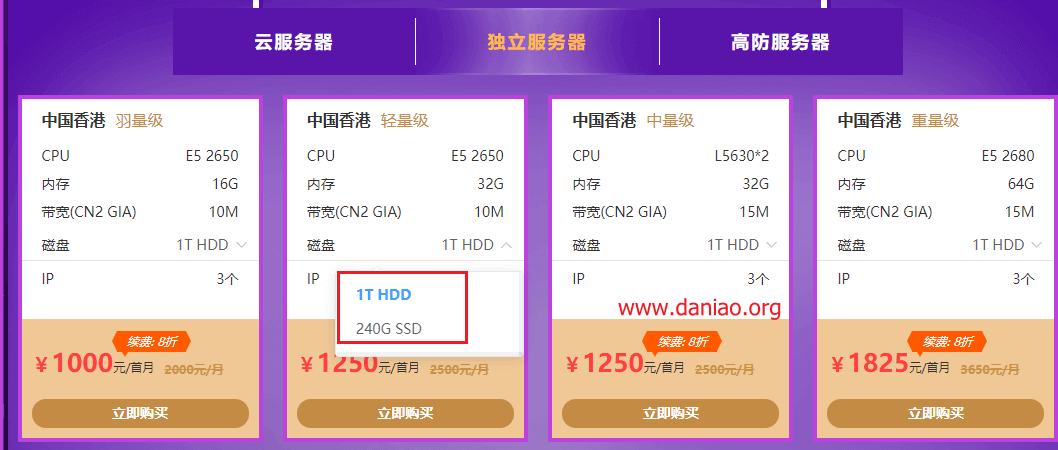 云服务器
独立服务器
高防服务器
中国香港 羽量级
CPU E5 2650
内存 16G
带宽(CN2 GIA) 10M
磁盘 1T HDD
IP 3个
续费: 8折
￥1000元/首月 2000元/月
立即购买
中国香港 轻量级
CPU E5 2650
内存 32G
带宽(CN2 GIA) 10M
磁盘 1T HDD
IP
1T HDD
240G SSD
￥1250元/首月 2500元/月
立即购买
中国香港 中量级
CPU L5630*2
内存 32G
带宽(CN2 GIA) 15M
磁盘 1T HDD
IP 3个
www.daniao.org
续费: 8折
￥1250元/首月 2500元/月
立即购买
中国香港 重量级
CPU E5 2680
内存 64G
带宽(CN2 GIA) 15M
磁盘 1T HDD
IP 3个
续费: 8折
￥1825元/首月 3650元/月
立即购买